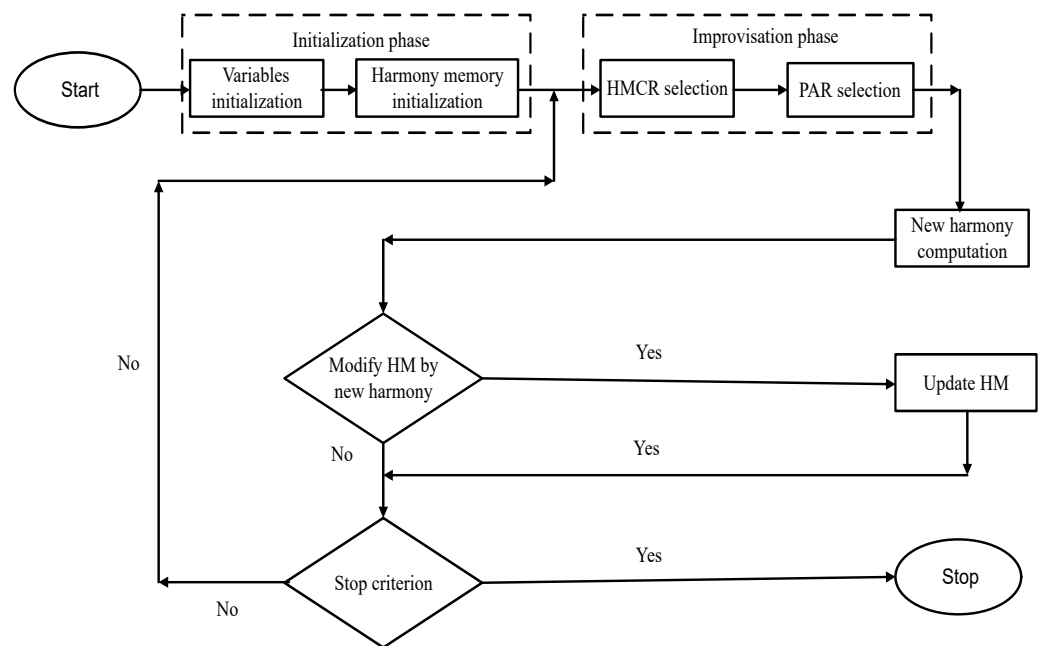 Initialization phase
Improvisation phase
Start
Variables
initialization
Harmony memory
initialization
HMCR selection
PAR selection
New harmony
computation
No
Modify HM by
new harmony
Yes
Update HM
No
Yes
Stop criterion
Yes
Stop
No